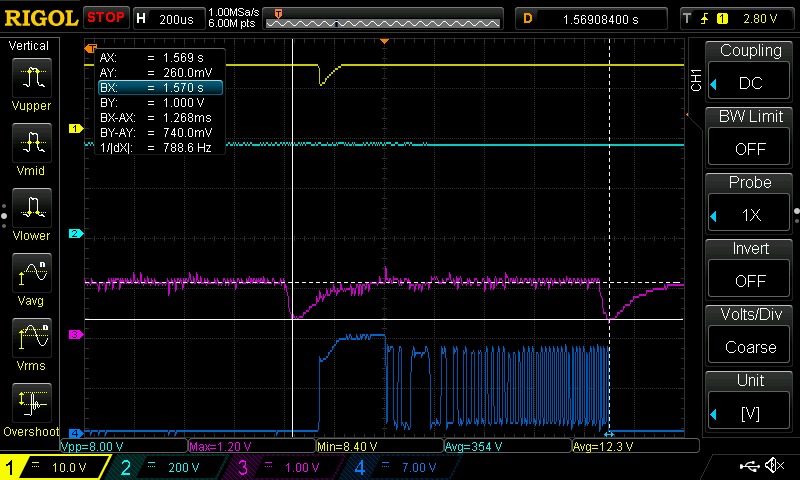 RIGOL STOP H 200us 1.00MSa/s 6.00M pts T D 1.56908400 s T 1 2.80 V
Vertical
Vupper
Vmid
Vlower
Vavg
Vrms
Overshoot
T
AX: = 1.569 s
AY: = 260.0mV
BX: = 1.570 s
BY: = 1.000 V
BX-AX: = 1.268ms
BY-AY: = 740.0mV
1/|dX|: = 788.6 Hz
1
2
3
4
CH1
Coupling
DC
BW Limit
OFF
Probe
1X
Invert
OFF
Volts/Div
Coarse
Unit
[V]
Vpp=8.00 V Max=1.20 V Min=8.40 V Avg=354 V Avg=12.3 V
1 = 10.0 V 2 = 200 V 3 = 1.00 V 4 = 7.00 V